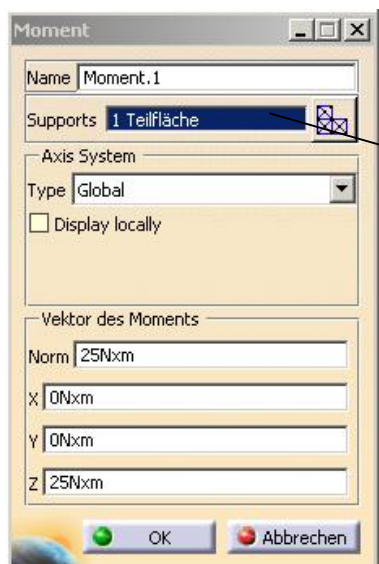 Moment
Name Moment.1
Supports 1 Teilfläche
Axis System
Type Global
Display locally
Vektor des Moments
Norm 25Nxm
X 0Nxm
Y 0Nxm
Z 25Nxm
OK Abbrechen